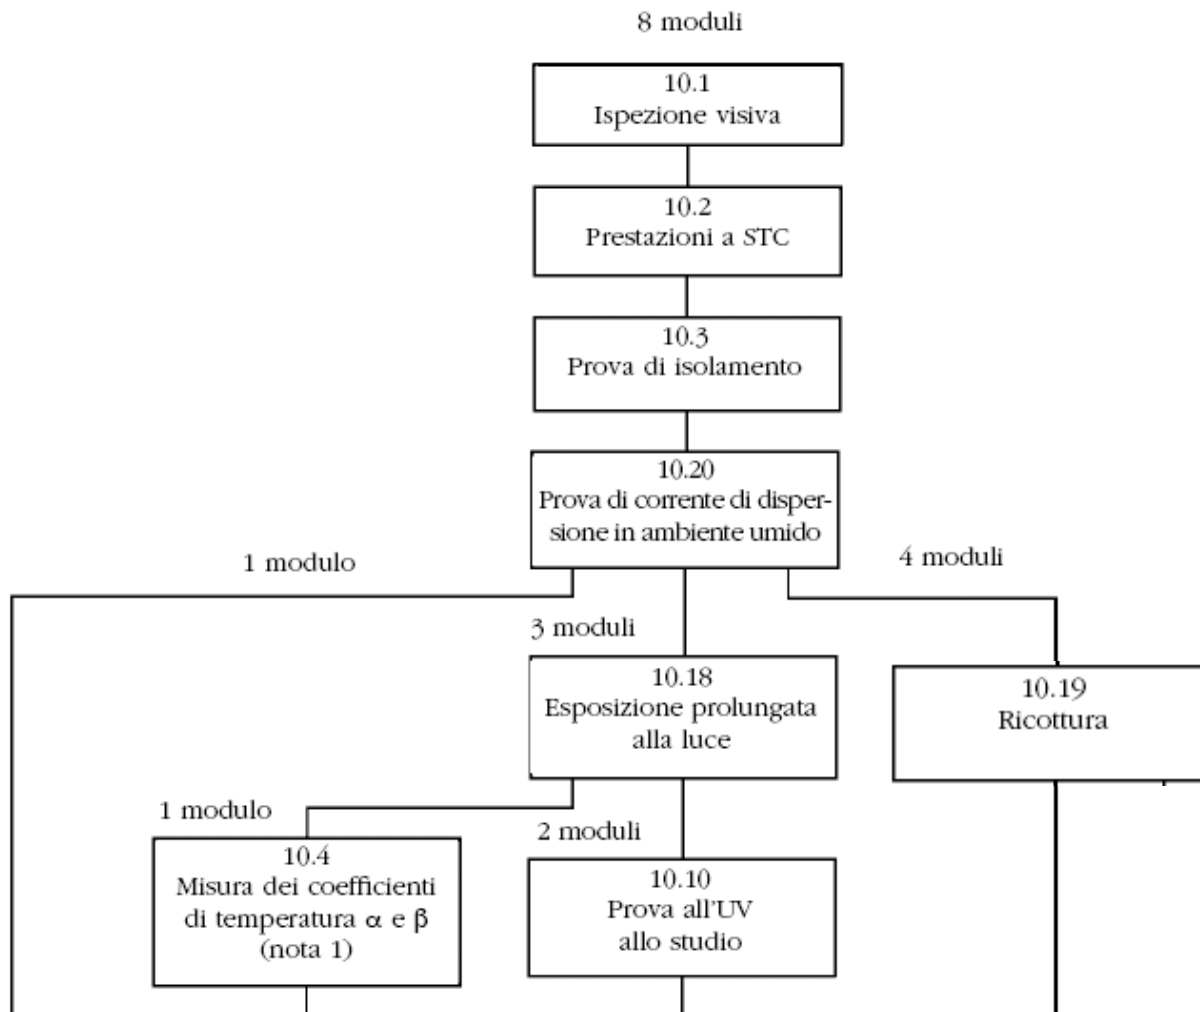 8 moduli
10.1
Ispezione visiva
10.2
Prestazioni a STC
10.3
Prova di isolamento
10.20
Prova di corrente di disper-
sione in ambiente umido
1 modulo
4 moduli
3 moduli
10.18
Esposizione prolungata
alla luce
10.19
Ricottura
1 modulo
2 moduli
10.4
Misura dei coefficienti
di temperatura α e β
(nota 1)
10.10
Prova all'UV
allo studio